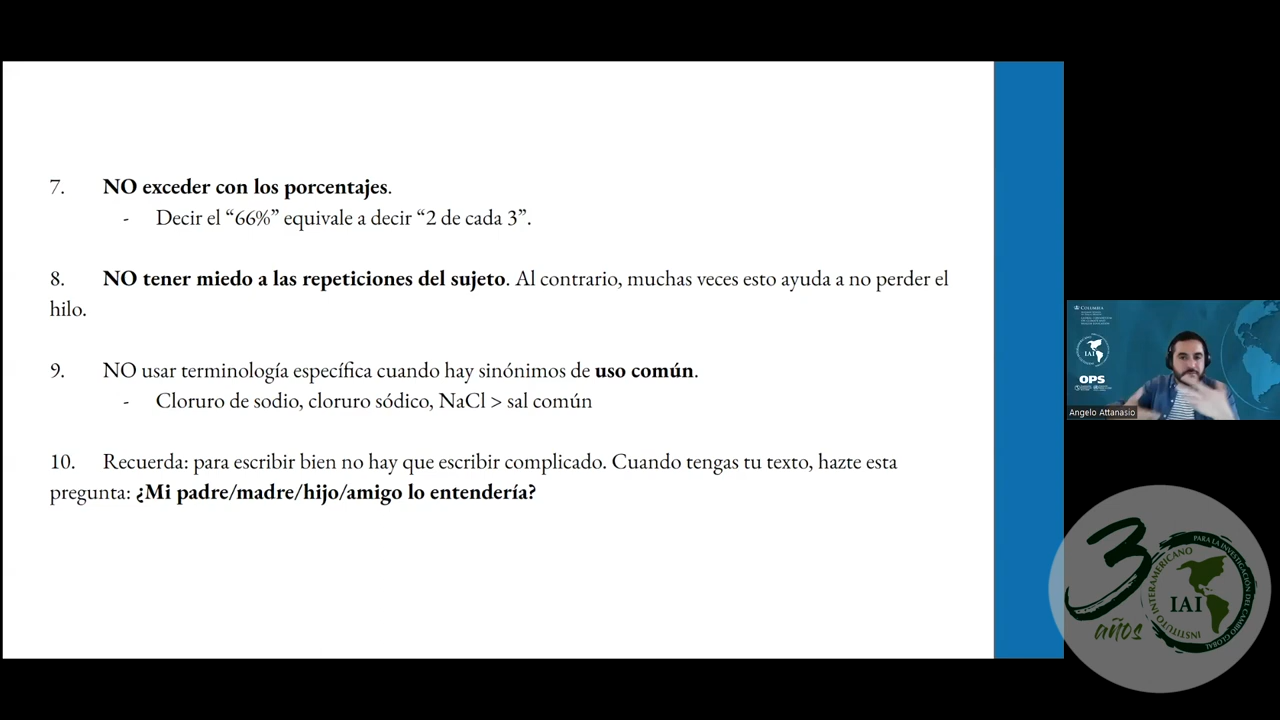 7. NO exceder con los porcentajes.
- Decir el “66%” equivale a decir “2 de cada 3”.
8. NO tener miedo a las repeticiones del sujeto. Al contrario, muchas veces esto ayuda a no perder el
hilo.
9. NO usar terminología específica cuando hay sinónimos de uso común.
- Cloruro de sodio, cloruro sódico, NaCl > sal común
10. Recuerda: para escribir bien no hay que escribir complicado. Cuando tengas tu texto, hazte esta
pregunta: ¿Mi padre/madre/hijo/amigo lo entendería?
COLUMBIA
IAI
OPS
Angelo Attanasio
30
años
INSTITUTO INTERAMERICANO
PARA LA INVESTIGACIÓN DEL CAMBIO GLOBAL
IAI